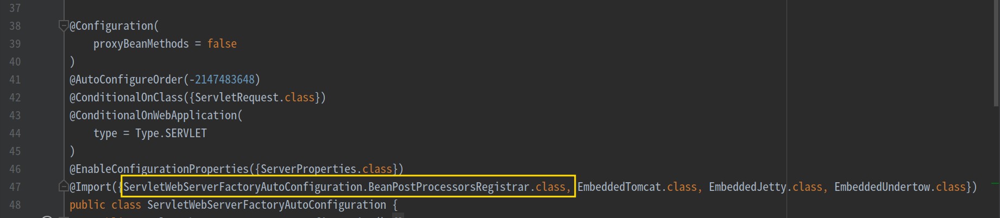 37
38 @Configuration(
39 proxyBeanMethods = false
40 )
41 @AutoConfigureOrder(-2147483648)
42 @ConditionalOnClass({ServletRequest.class})
43 @ConditionalOnWebApplication(
44 type = Type.SERVLET
45 )
46 @EnableConfigurationProperties({ServerProperties.class})
47 @Import({ServletWebServerFactoryAutoConfiguration.BeanPostProcessorsRegistrar.class, EmbeddedTomcat.class, EmbeddedJetty.class, EmbeddedUndertow.class})
48 public class ServletWebServerFactoryAutoConfiguration {